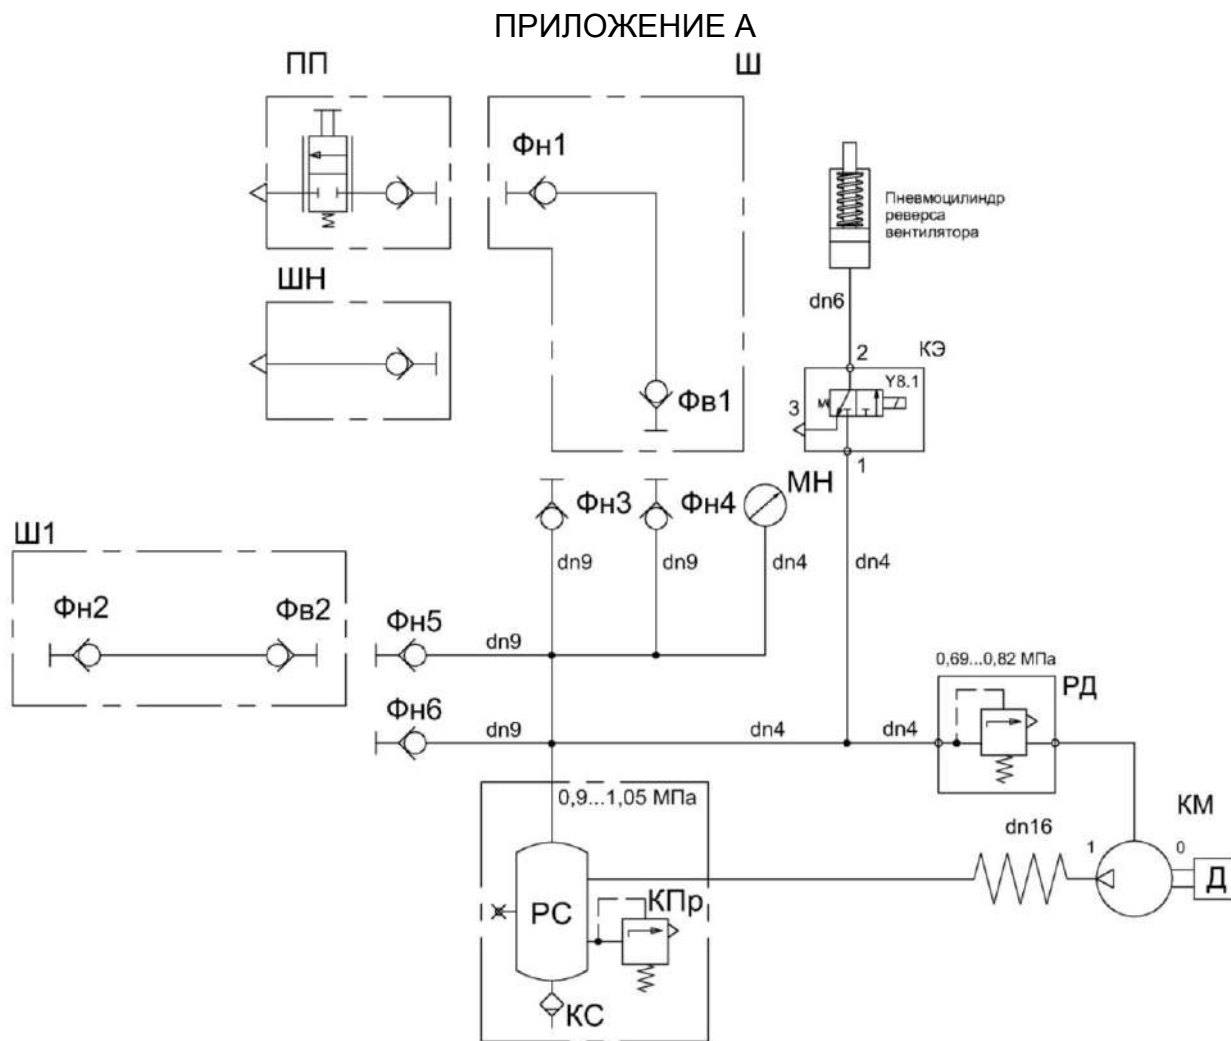 ПРИЛОЖЕНИЕ А
ПП
Ш
Фн1
Пневмоцилиндр
реверса
вентилятора
ШН
dn6
2
КЭ
Y8.1
3
Фв1
1
МН
Фн3
Фн4
Ш1
dn9
dn9
dn4
dn4
Фн2
Фв2
Фн5
dn9
0,69...0,82 МПа
РД
Фн6
dn9
dn4
dn4
0,9...1,05 МПа
КМ
dn16
1
0
Д
РС
КПр
КС